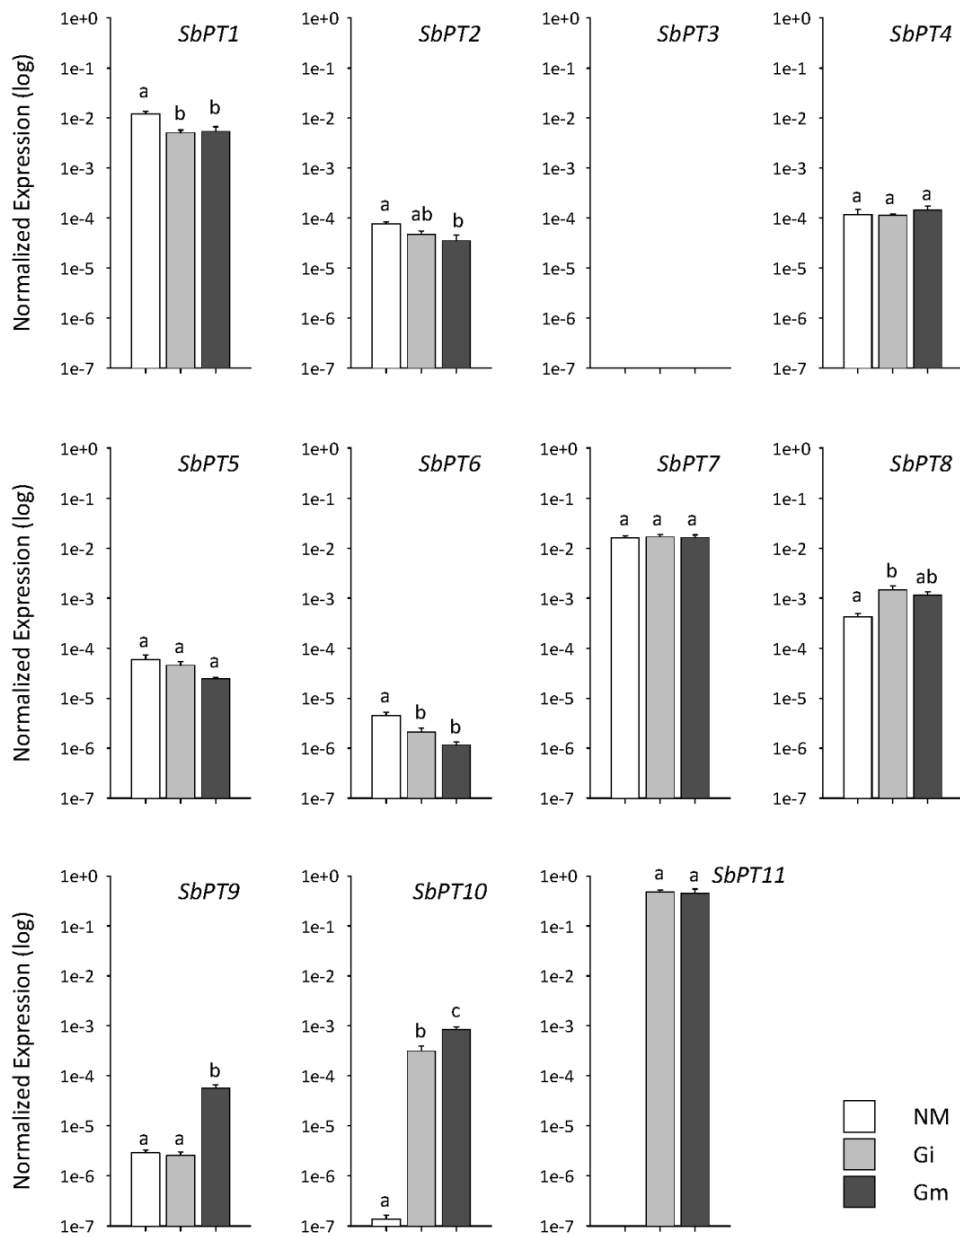 SbPT1
SbPT2
SbPT3
SbPT4
Normalized Expression (log)
1e+0
1e-1
1e-2
1e-3
1e-4
1e-5
1e-6
1e-7
a
b
b
1e+0
1e-1
1e-2
1e-3
1e-4
1e-5
1e-6
1e-7
a
ab
b
1e+0
1e-1
1e-2
1e-3
1e-4
1e-5
1e-6
1e-7
1e+0
1e-1
1e-2
1e-3
1e-4
1e-5
1e-6
1e-7
a
a
a
SbPT5
SbPT6
SbPT7
SbPT8
Normalized Expression (log)
1e+0
1e-1
1e-2
1e-3
1e-4
1e-5
1e-6
1e-7
a
a
a
1e+0
1e-1
1e-2
1e-3
1e-4
1e-5
1e-6
1e-7
a
b
b
1e+0
1e-1
1e-2
1e-3
1e-4
1e-5
1e-6
1e-7
a
a
a
1e+0
1e-1
1e-2
1e-3
1e-4
1e-5
1e-6
1e-7
a
b
ab
SbPT9
SbPT10
SbPT11
Normalized Expression (log)
1e+0
1e-1
1e-2
1e-3
1e-4
1e-5
1e-6
1e-7
a
a
b
1e+0
1e-1
1e-2
1e-3
1e-4
1e-5
1e-6
1e-7
a
b
c
1e+0
1e-1
1e-2
1e-3
1e-4
1e-5
1e-6
1e-7
a
a
NM
Gi
Gm